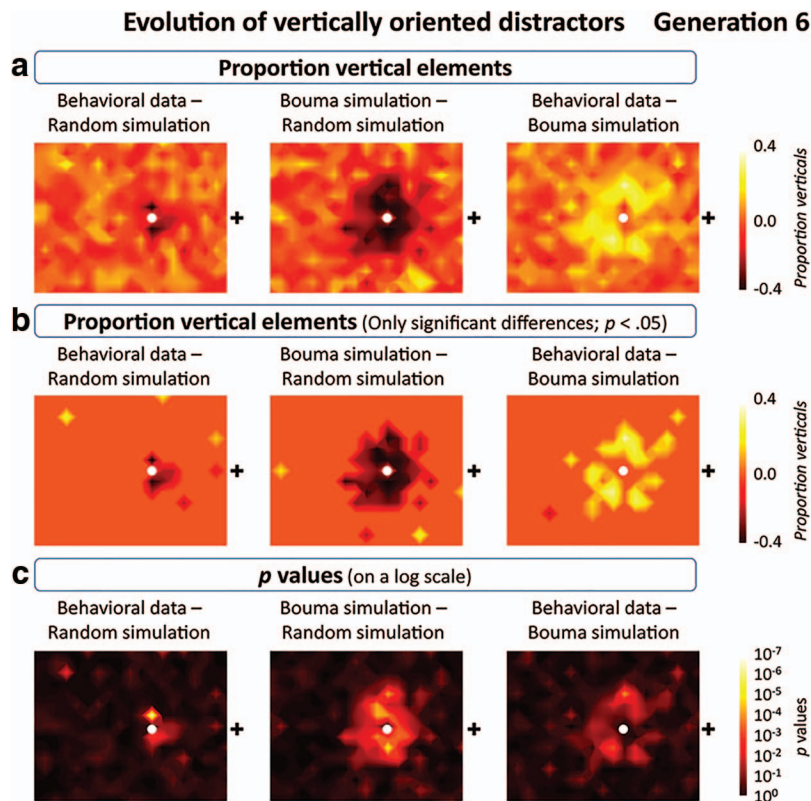 Evolution of vertically oriented distractors Generation 6
a
Proportion vertical elements
Behavioral data –
Random simulation
Bouma simulation –
Random simulation
Behavioral data –
Bouma simulation
+
+
+
0.4
0.0
-0.4
Proportion verticals
b
Proportion vertical elements (Only significant differences; p < .05)
Behavioral data –
Random simulation
Bouma simulation –
Random simulation
Behavioral data –
Bouma simulation
+
+
+
0.4
0.0
-0.4
Proportion verticals
c
p values (on a log scale)
Behavioral data –
Random simulation
Bouma simulation –
Random simulation
Behavioral data –
Bouma simulation
+
+
+
10⁻⁷
10⁻⁶
10⁻⁵
10⁻⁴
10⁻³
10⁻²
10⁻¹
10⁰
p values